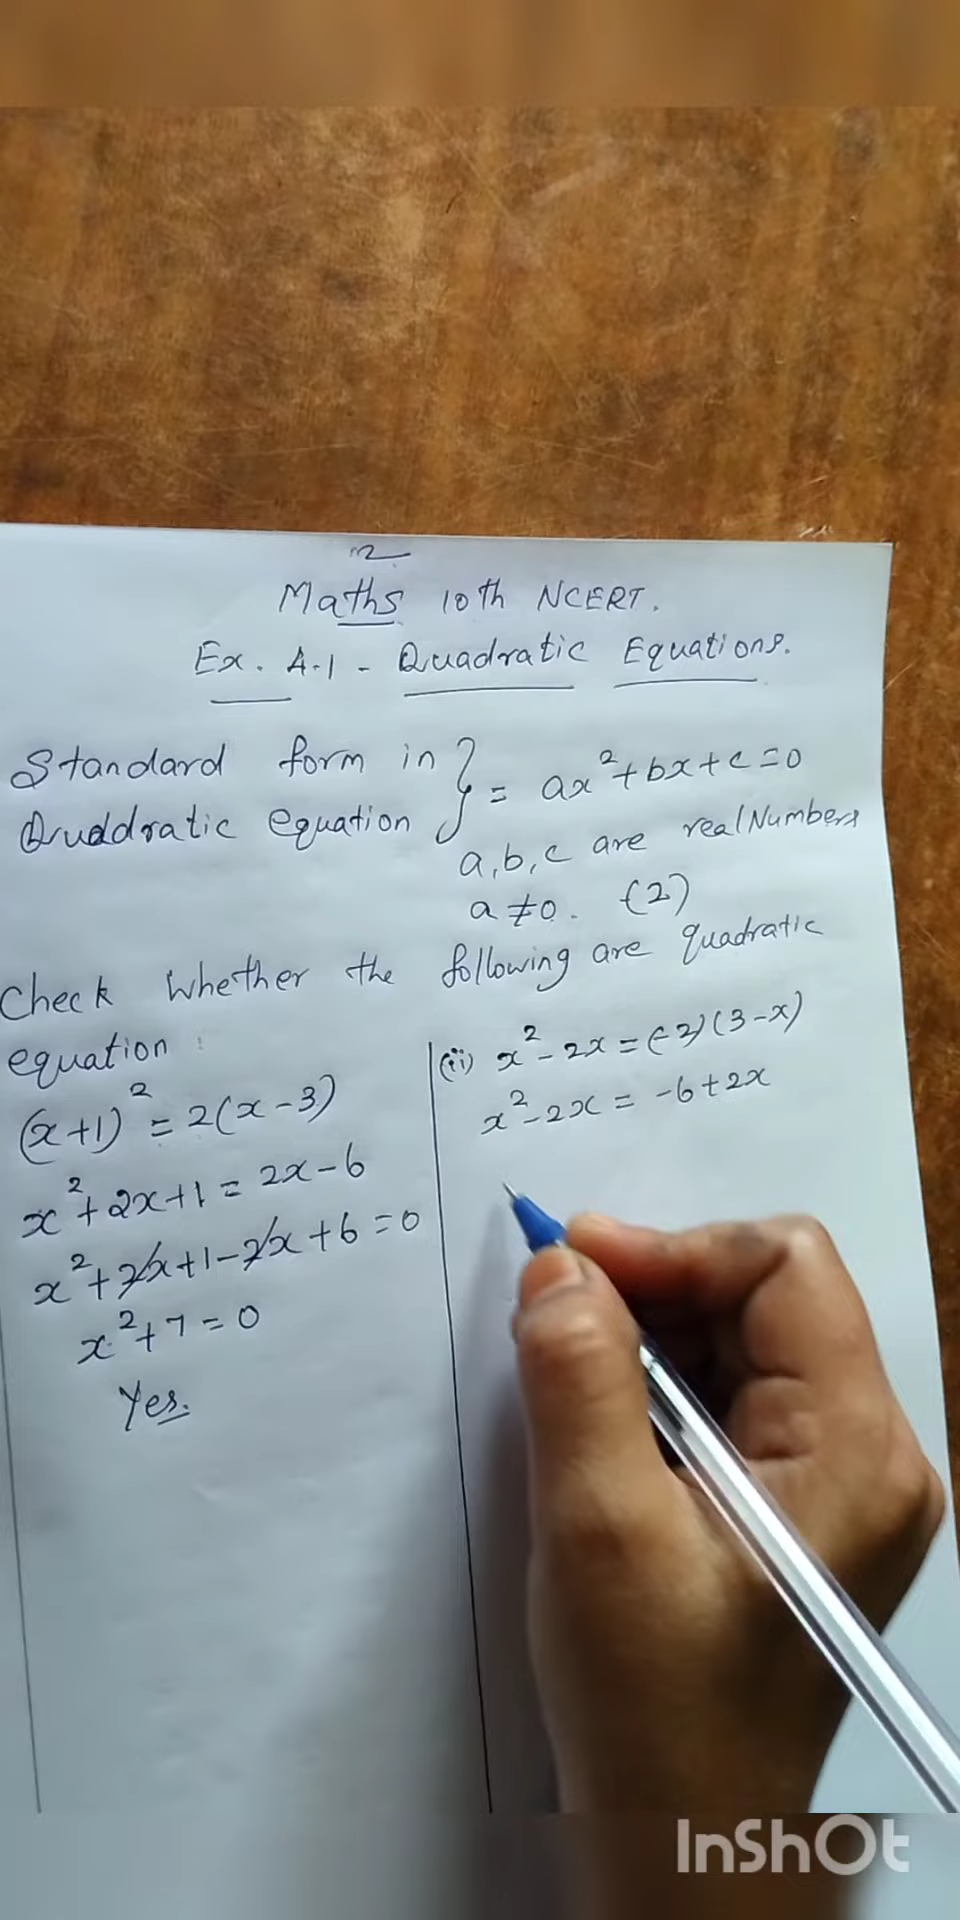 2
Maths 10th NCERT.
Ex. 4.1 - Quadratic Equations.
Standard form in } = ax²+bx+c=0
Quddratic equation
a, b, c are real Numbers
a ≠ 0. (2)
Check whether the following are quadratic
equation :
(x+1)² = 2(x-3)
x²+2x+1 = 2x-6
x²+2x+1-2x+6=0
x²+7=0
Yes.
(ii) x²-2x=(-2)(3-x)
x²-2x = -6+2x
InShOt